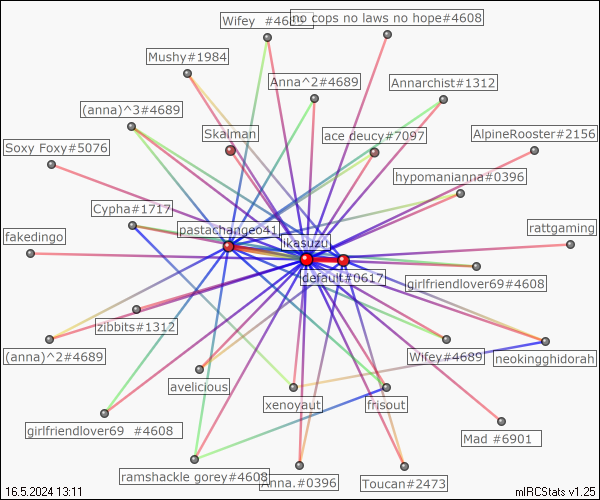 Wifey #4689
no cops no laws no hope#4608
Mushy#1984
Anna^2#4689
Annarchist#1312
(anna)^3#4689
Skalman
ace deucy#7097
AlpineRooster#2156
Soxy Foxy#5076
hypomanianna#0396
Cypha#1717
pastachangeo41
rattgaming
fakedingo
ikasuzu
default#0617
girlfriendlover69#4608
zibbits#1312
(anna)^2#4689
Wifey#4689
neokingghidorah
avelicious
xenoyaut
frisout
girlfriendlover69 #4608
Mad #6901
ramshackle gorey#4608
Anna.#0396
Toucan#2473
16.5.2024 13:11
mIRCStats v1.25